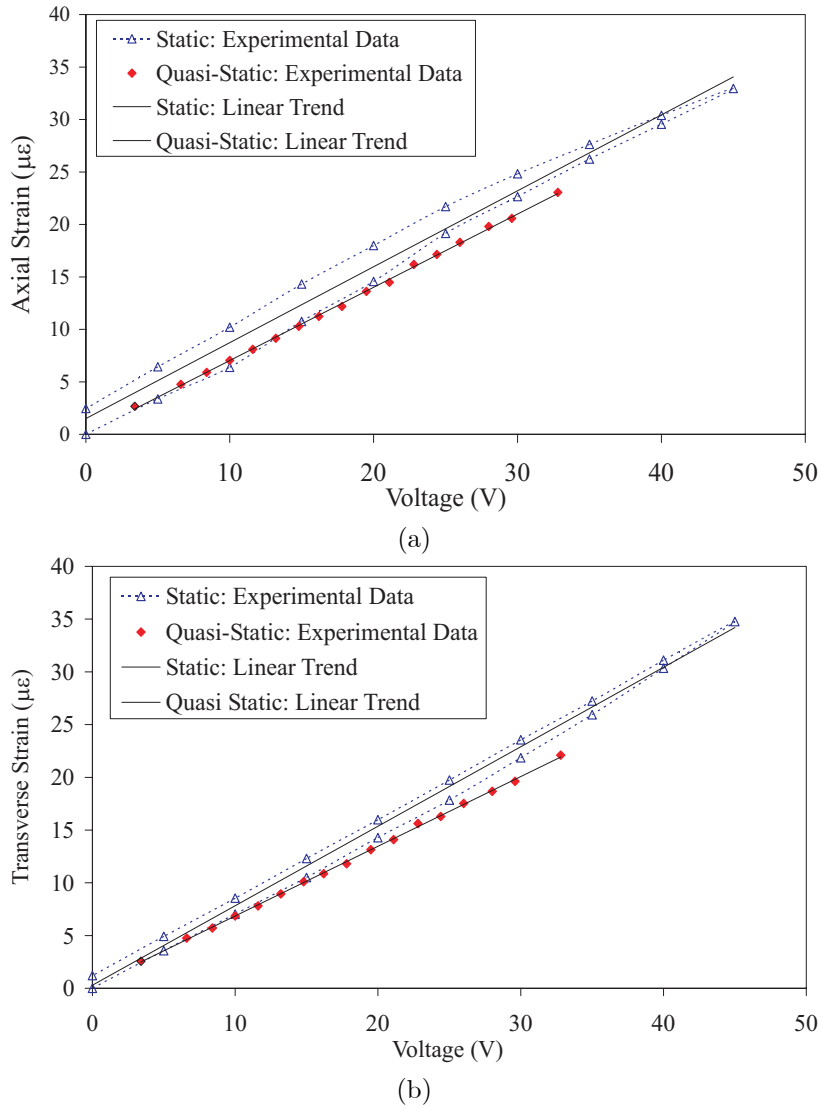 40
35
30
25
20
15
10
5
0
Axial Strain (με)
Static: Experimental Data
Quasi-Static: Experimental Data
Static: Linear Trend
Quasi-Static: Linear Trend
0 10 20 30 40 50
Voltage (V)
(a)
40
35
30
25
20
15
10
5
0
Transverse Strain (με)
Static: Experimental Data
Quasi-Static: Experimental Data
Static: Linear Trend
Quasi Static: Linear Trend
0 10 20 30 40 50
Voltage (V)
(b)